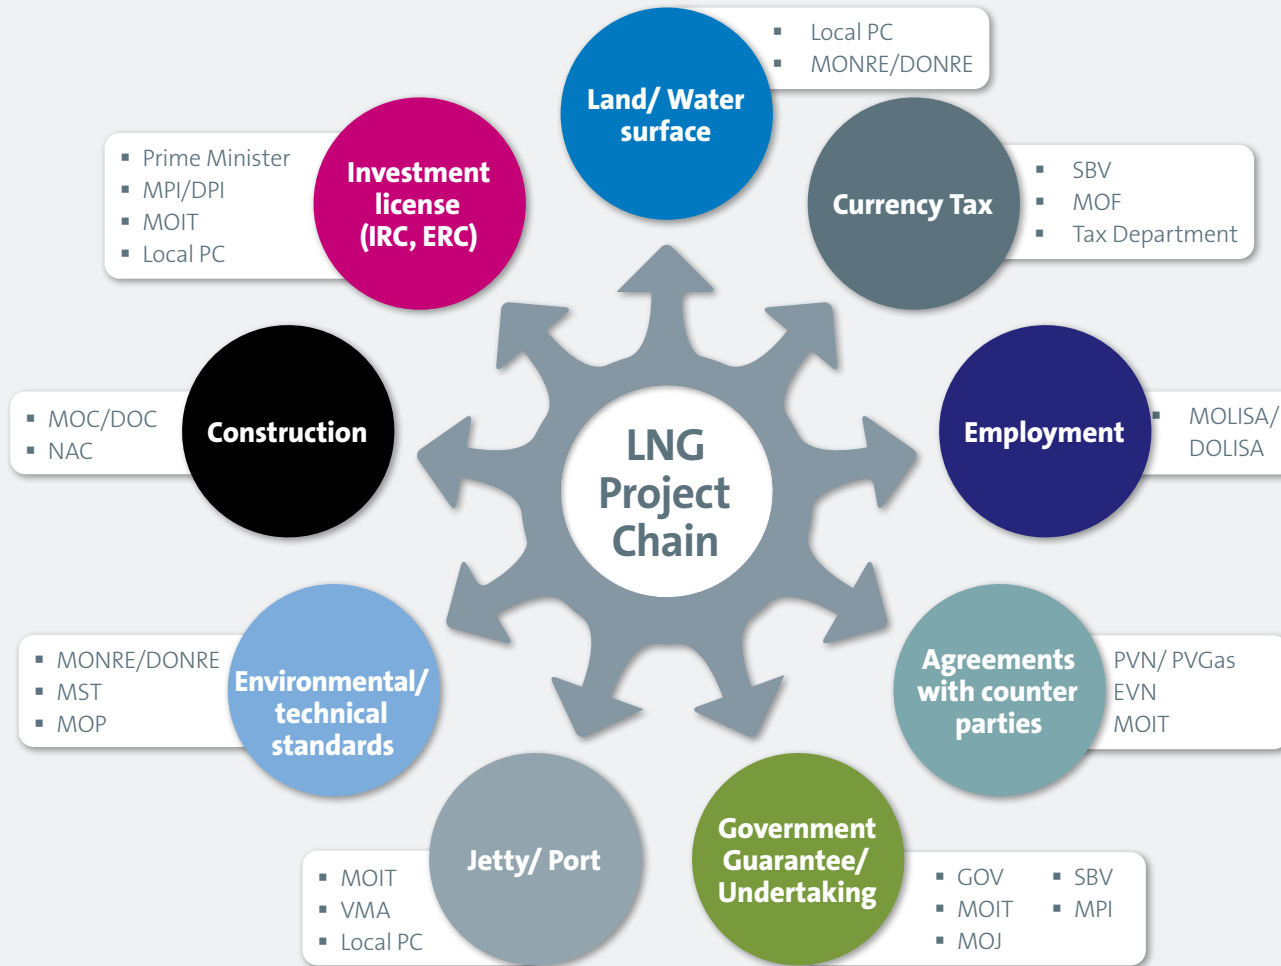 Land/ Water
surface
▪ Local PC
▪ MONRE/DONRE
Currency Tax
▪ SBV
▪ MOF
▪ Tax Department
Employment
▪ MOLISA/
DOLISA
Agreements
with counter
parties
PVN/ PVGas
EVN
MOIT
Government
Guarantee/
Undertaking
▪ GOV
▪ MOIT
▪ MOJ
▪ SBV
▪ MPI
Jetty/ Port
▪ MOIT
▪ VMA
▪ Local PC
Environmental/
technical
standards
▪ MONRE/DONRE
▪ MST
▪ MOP
Construction
▪ MOC/DOC
▪ NAC
Investment
license
(IRC, ERC)
▪ Prime Minister
▪ MPI/DPI
▪ MOIT
▪ Local PC
LNG
Project
Chain